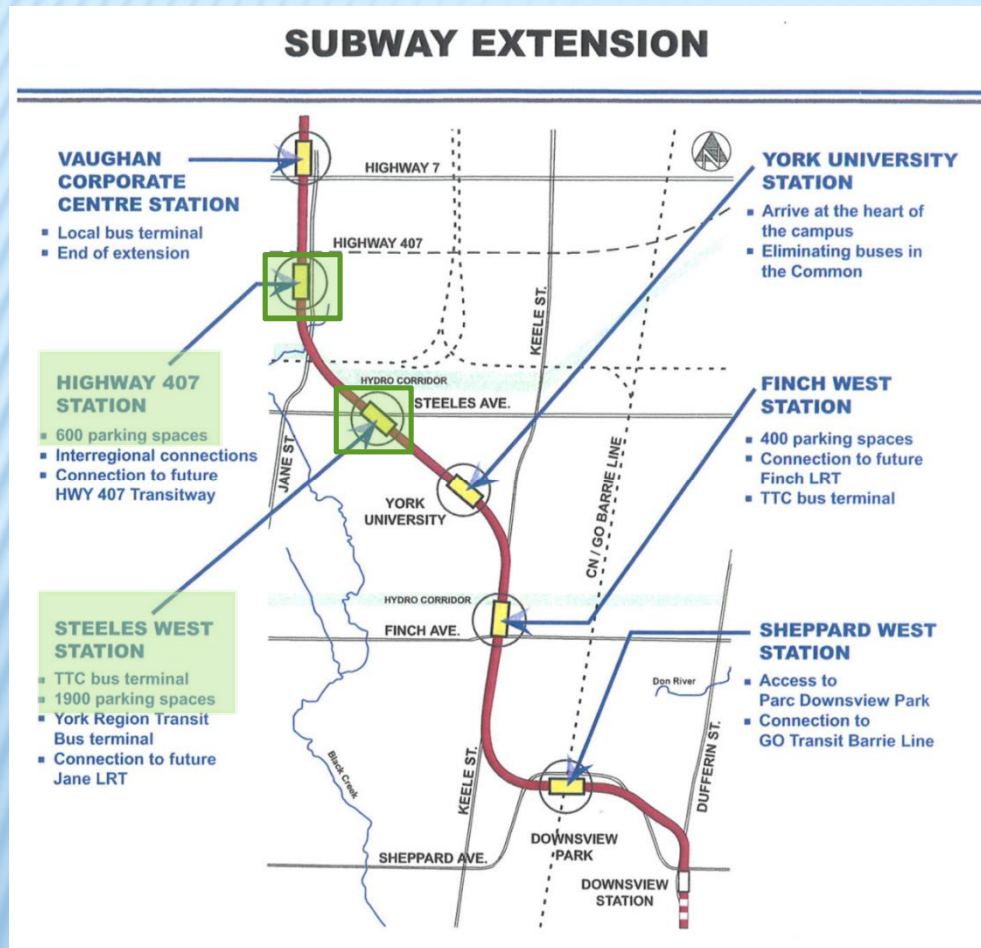 SUBWAY EXTENSION
VAUGHAN
CORPORATE
CENTRE STATION
▪ Local bus terminal
▪ End of extension
HIGHWAY 407
STATION
▪ 600 parking spaces
▪ Interregional connections
▪ Connection to future
HWY 407 Transitway
STEELES WEST
STATION
▪ TTC bus terminal
▪ 1900 parking spaces
▪ York Region Transit
Bus terminal
▪ Connection to future
Jane LRT
HIGHWAY 7
HIGHWAY 407
KEELE ST.
HYDRO CORRIDOR
STEELES AVE.
JANE ST.
YORK
UNIVERSITY
CN / GO BARRIE LINE
HYDRO CORRIDOR
FINCH AVE.
Don River
Black Creek
KEELE ST.
DUFFERIN ST.
DOWNSVIEW
PARK
SHEPPARD AVE.
DOWNSVIEW
STATION
N
YORK UNIVERSITY
STATION
▪ Arrive at the heart of
the campus
▪ Eliminating buses in
the Common
FINCH WEST
STATION
▪ 400 parking spaces
▪ Connection to future
Finch LRT
▪ TTC bus terminal
SHEPPARD WEST
STATION
▪ Access to
Parc Downsview Park
▪ Connection to
GO Transit Barrie Line